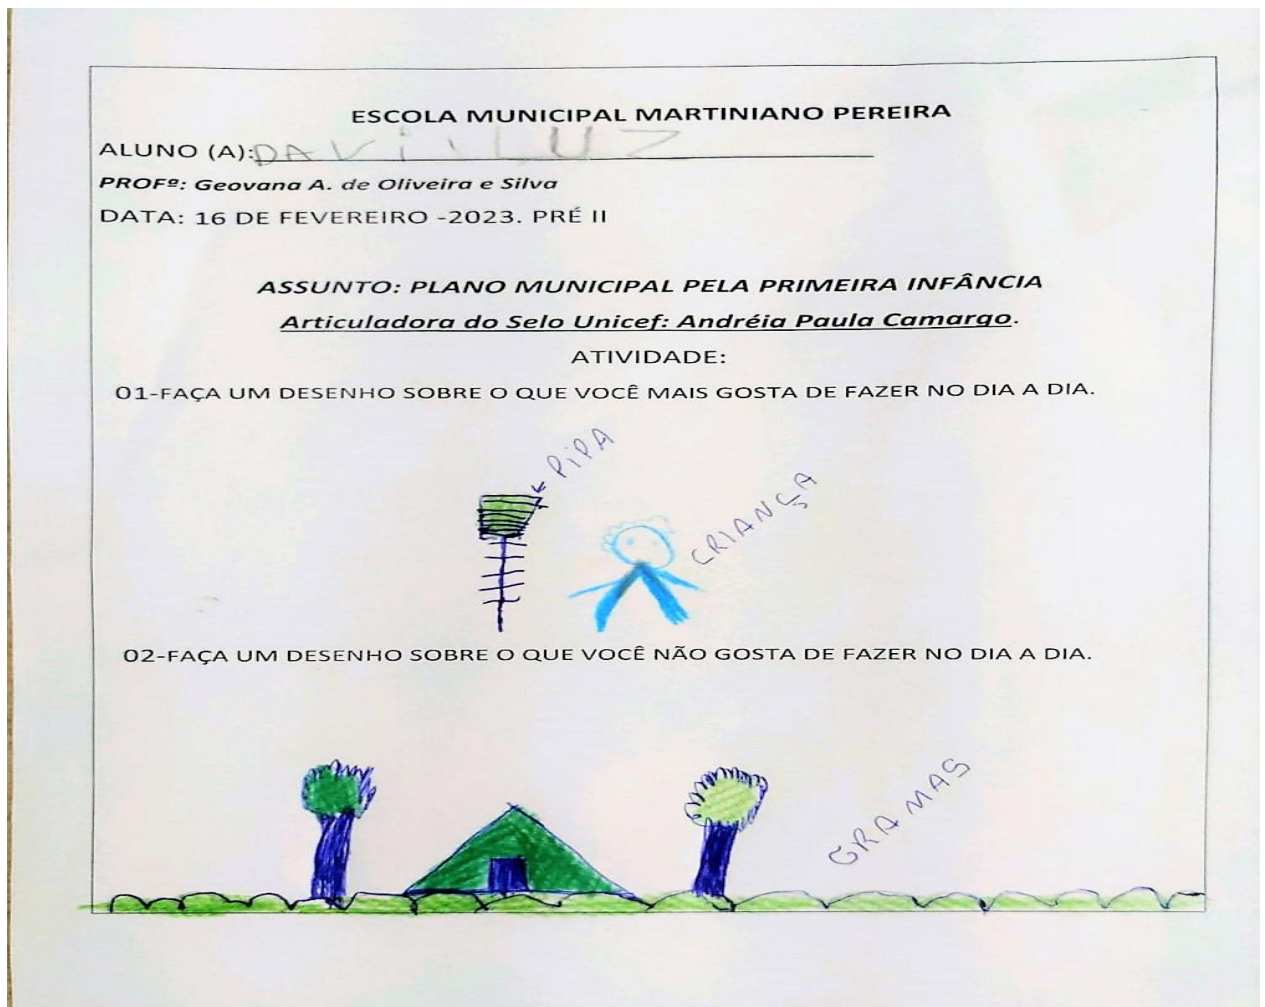 ESCOLA MUNICIPAL MARTINIANO PEREIRA
ALUNO (A): DAVI LUZ
PROFº: Geovana A. de Oliveira e Silva
DATA: 16 DE FEVEREIRO -2023. PRÉ II
ASSUNTO: PLANO MUNICIPAL PELA PRIMEIRA INFÂNCIA
Articuladora do Selo Unicef: Andréia Paula Camargo.
ATIVIDADE:
01-FAÇA UM DESENHO SOBRE O QUE VOCÊ MAIS GOSTA DE FAZER NO DIA A DIA.
PIPA
CRIANÇA
02-FAÇA UM DESENHO SOBRE O QUE VOCÊ NÃO GOSTA DE FAZER NO DIA A DIA.
GRAMAS